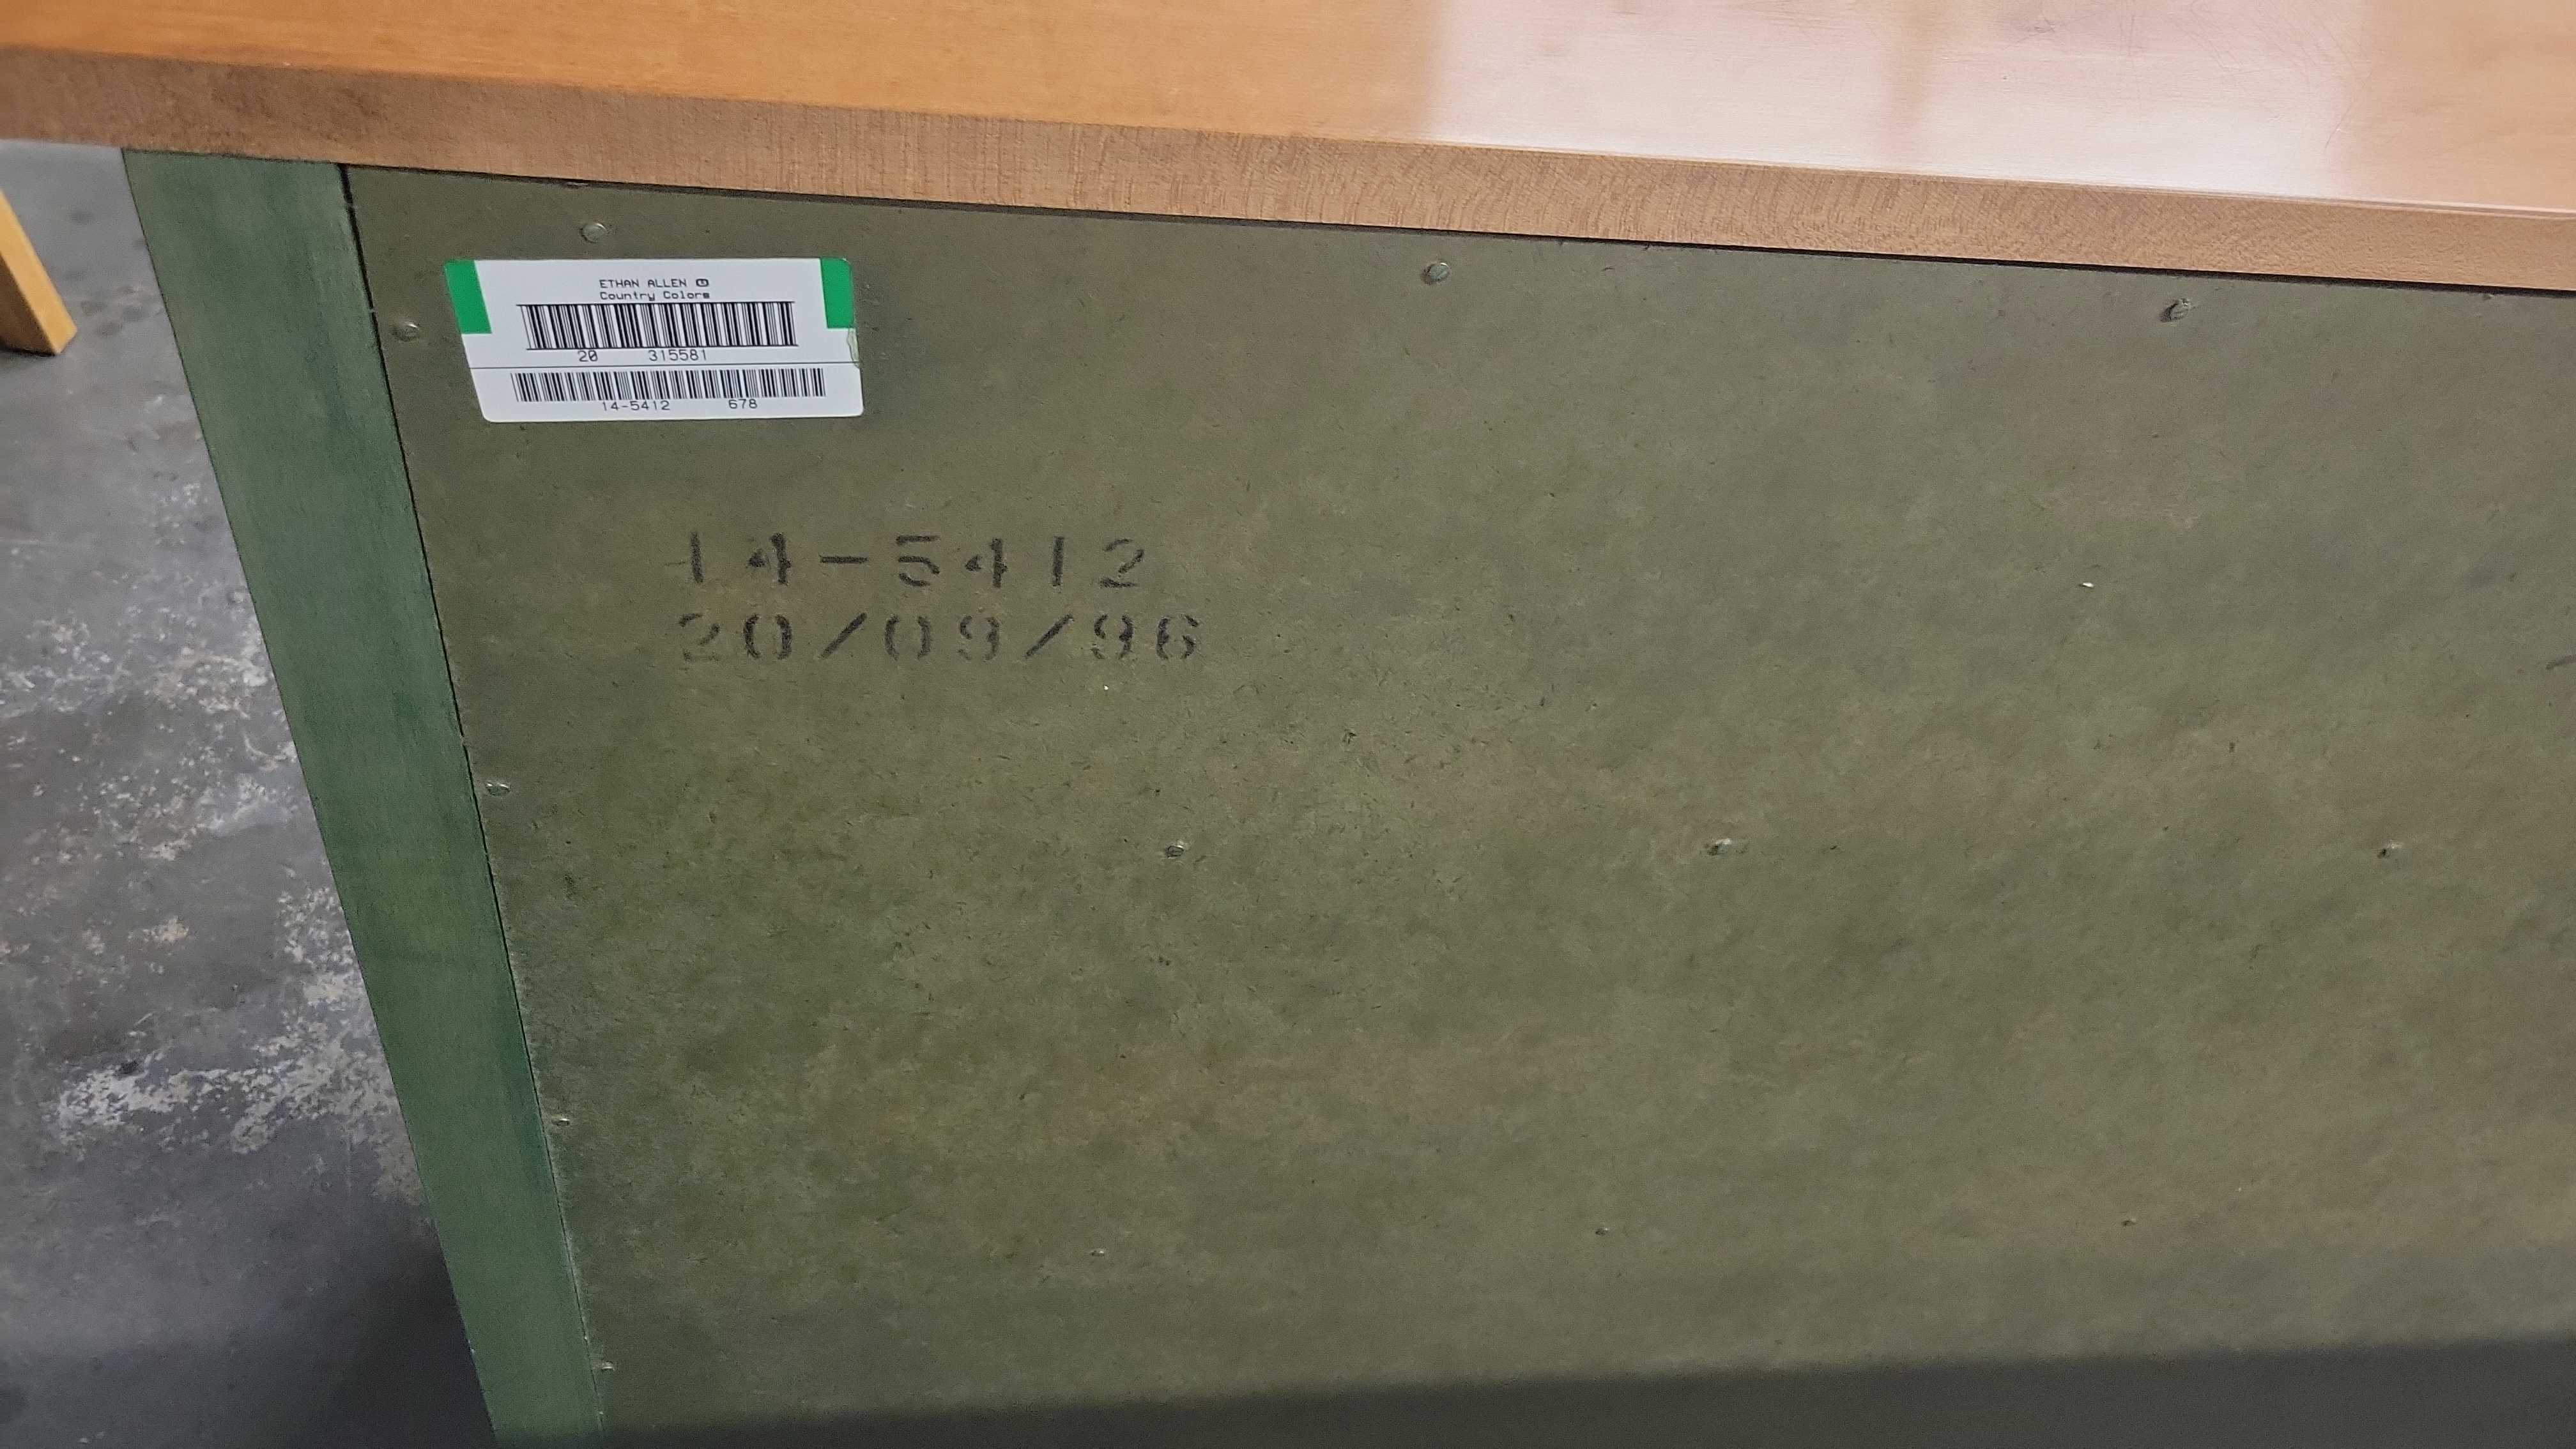 ETHAN ALLEN
Country Colors
20 315581
14-5412 678
14-5412
20/09/96